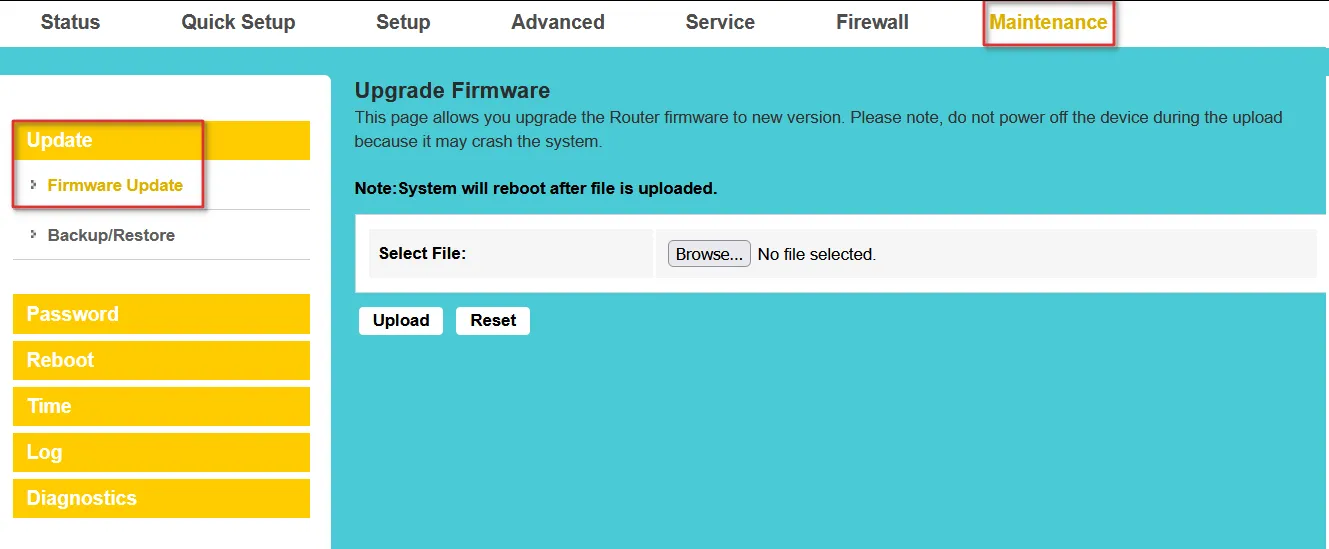 Status Quick Setup Setup Advanced Service Firewall Maintenance
Update
Firmware Update
Backup/Restore
Password
Reboot
Time
Log
Diagnostics
Upgrade Firmware
This page allows you upgrade the Router firmware to new version. Please note, do not power off the device during the upload
because it may crash the system.
Note:System will reboot after file is uploaded.
Select File: Browse... No file selected.
Upload Reset